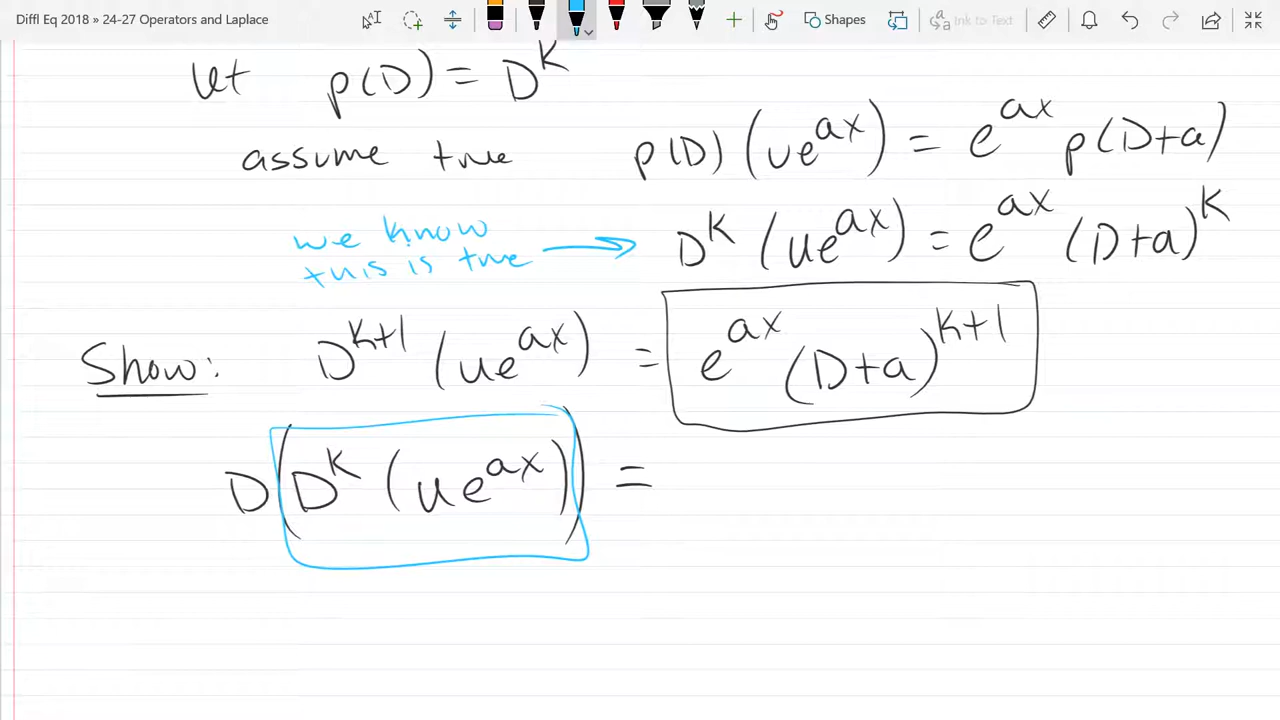 Diffl Eq 2018 » 24-27 Operators and Laplace
Shapes
Ink to Text
Let p(D) = D^k
assume true p(D)(ue^{ax}) = e^{ax} p(D+a)
we know
this is true → D^k (ue^{ax}) = e^{ax} (D+a)^k
Show: D^{k+1} (ue^{ax}) = e^{ax} (D+a)^{k+1}
D(D^k (ue^{ax})) =